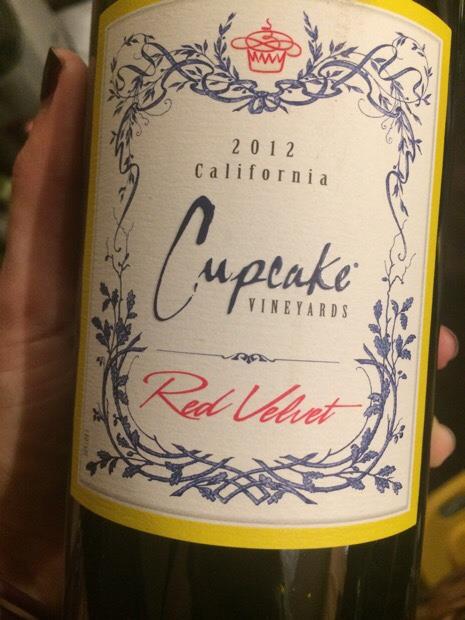 2012
California
Cupcake
VINEYARDS
Red Velvet